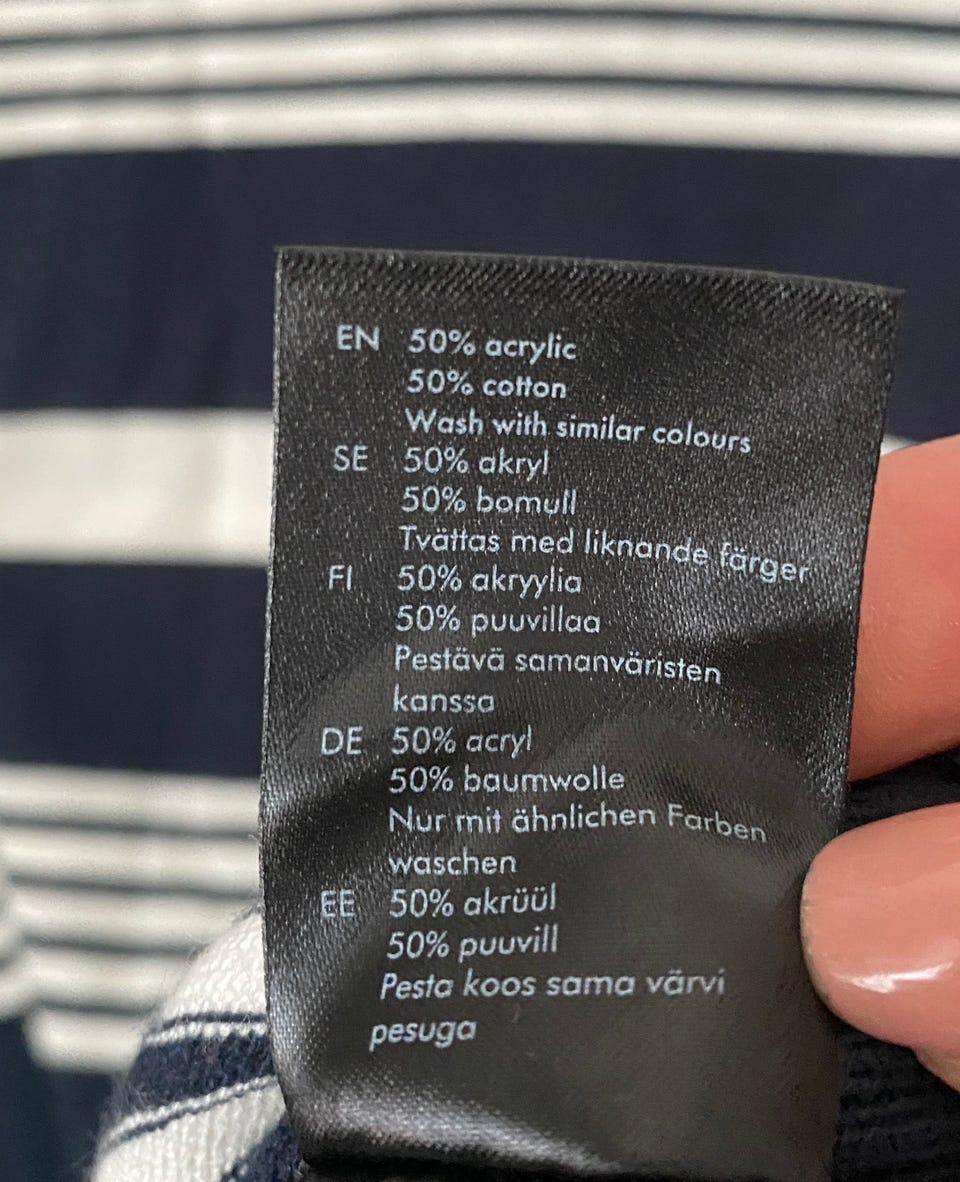 EN 50% acrylic
50% cotton
Wash with similar colours
SE 50% akryl
50% bomull
Tvättas med liknande färger
FI 50% akryylia
50% puuvillaa
Pestävä samanväristen
kanssa
DE 50% acryl
50% baumwolle
Nur mit ähnlichen Farben
waschen
EE 50% akrüül
50% puuvill
Pesta koos sama värvi
pesuga